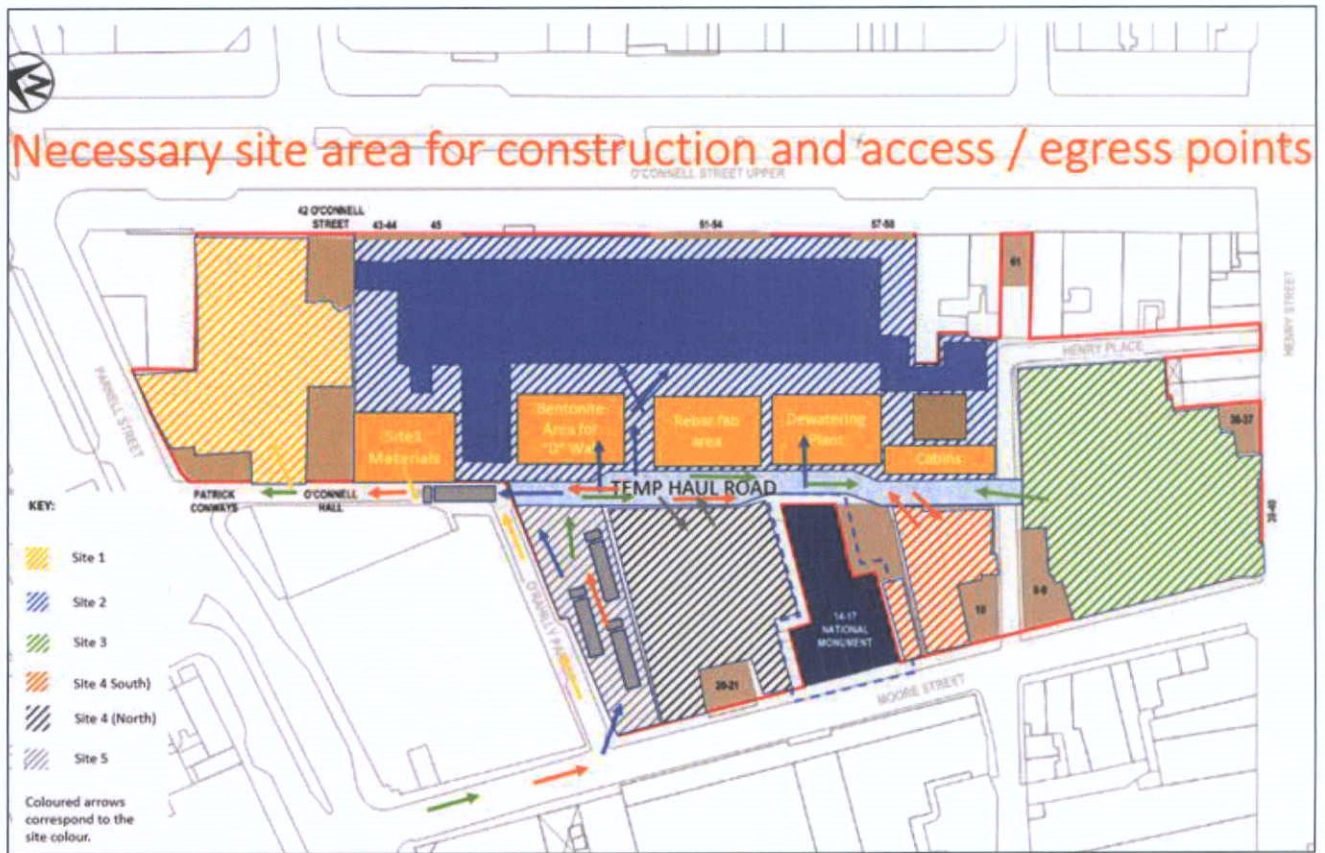 N
Necessary site area for construction and access / egress points
O'CONNELL STREET UPPER
42 O'CONNELL
STREET
43-44
45
51-54
57-58
61
HENRY STREET
HENRY PLACE
PARNELL STREET
36-37
Bentonite
Area for
"D" Wall
Rebar fab
area
Dewatering
Plant
Site1
Materials
Cabins
TEMP HAUL ROAD
PATRICK
CONWAYS
O'CONNELL
HALL
38-40
KEY:
Site 1
Site 2
Site 3
Site 4 South)
Site 4 (North)
Site 5
Coloured arrows
correspond to the
site colour.
O'RAHILLY PA
14-17
NATIONAL
MONUMENT
10
8-9
20-21
MOORE STREET